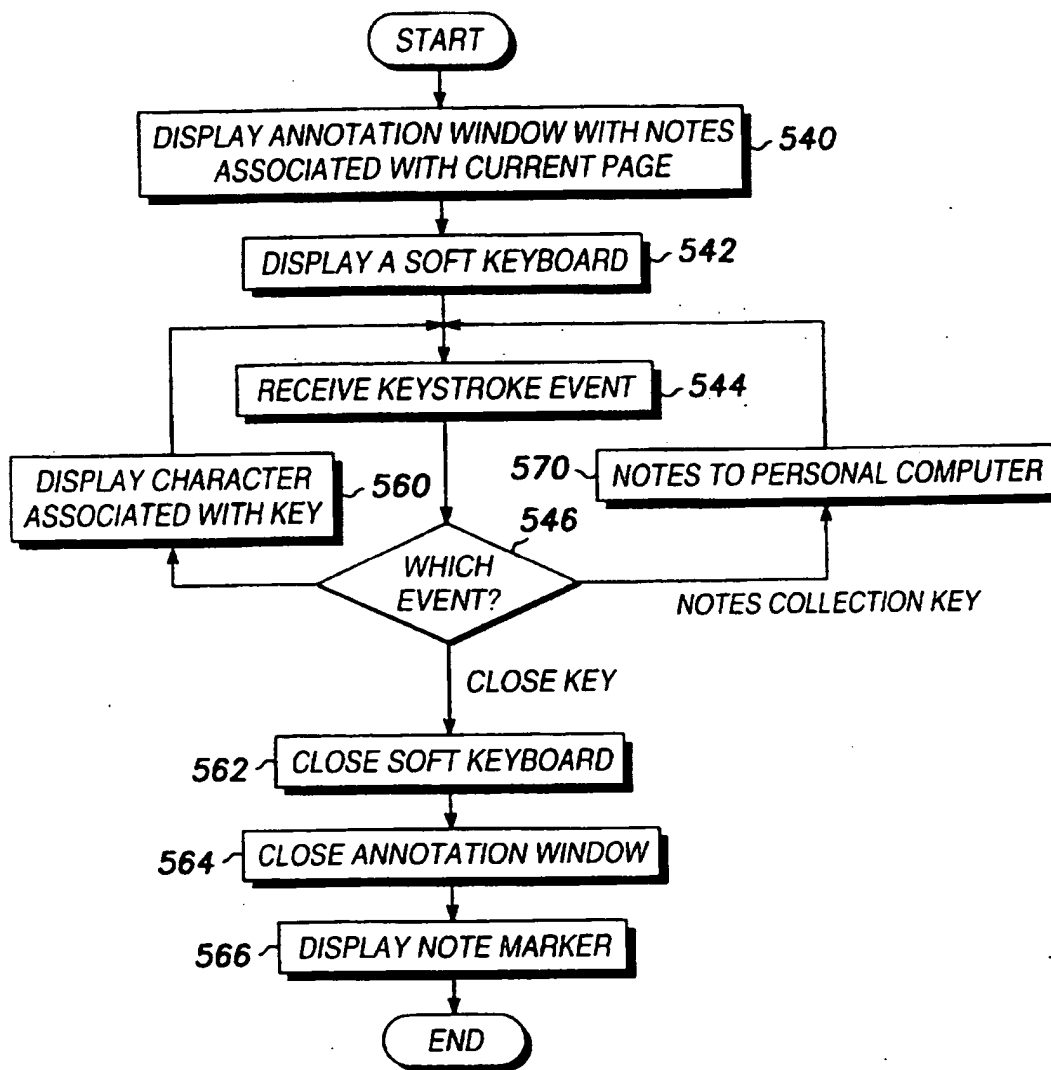 START
DISPLAY ANNOTATION WINDOW WITH NOTES
ASSOCIATED WITH CURRENT PAGE
540
DISPLAY A SOFT KEYBOARD
542
RECEIVE KEYSTROKE EVENT
544
DISPLAY CHARACTER
ASSOCIATED WITH KEY
560
570
NOTES TO PERSONAL COMPUTER
546
WHICH
EVENT?
NOTES COLLECTION KEY
CLOSE KEY
562
CLOSE SOFT KEYBOARD
564
CLOSE ANNOTATION WINDOW
566
DISPLAY NOTE MARKER
END